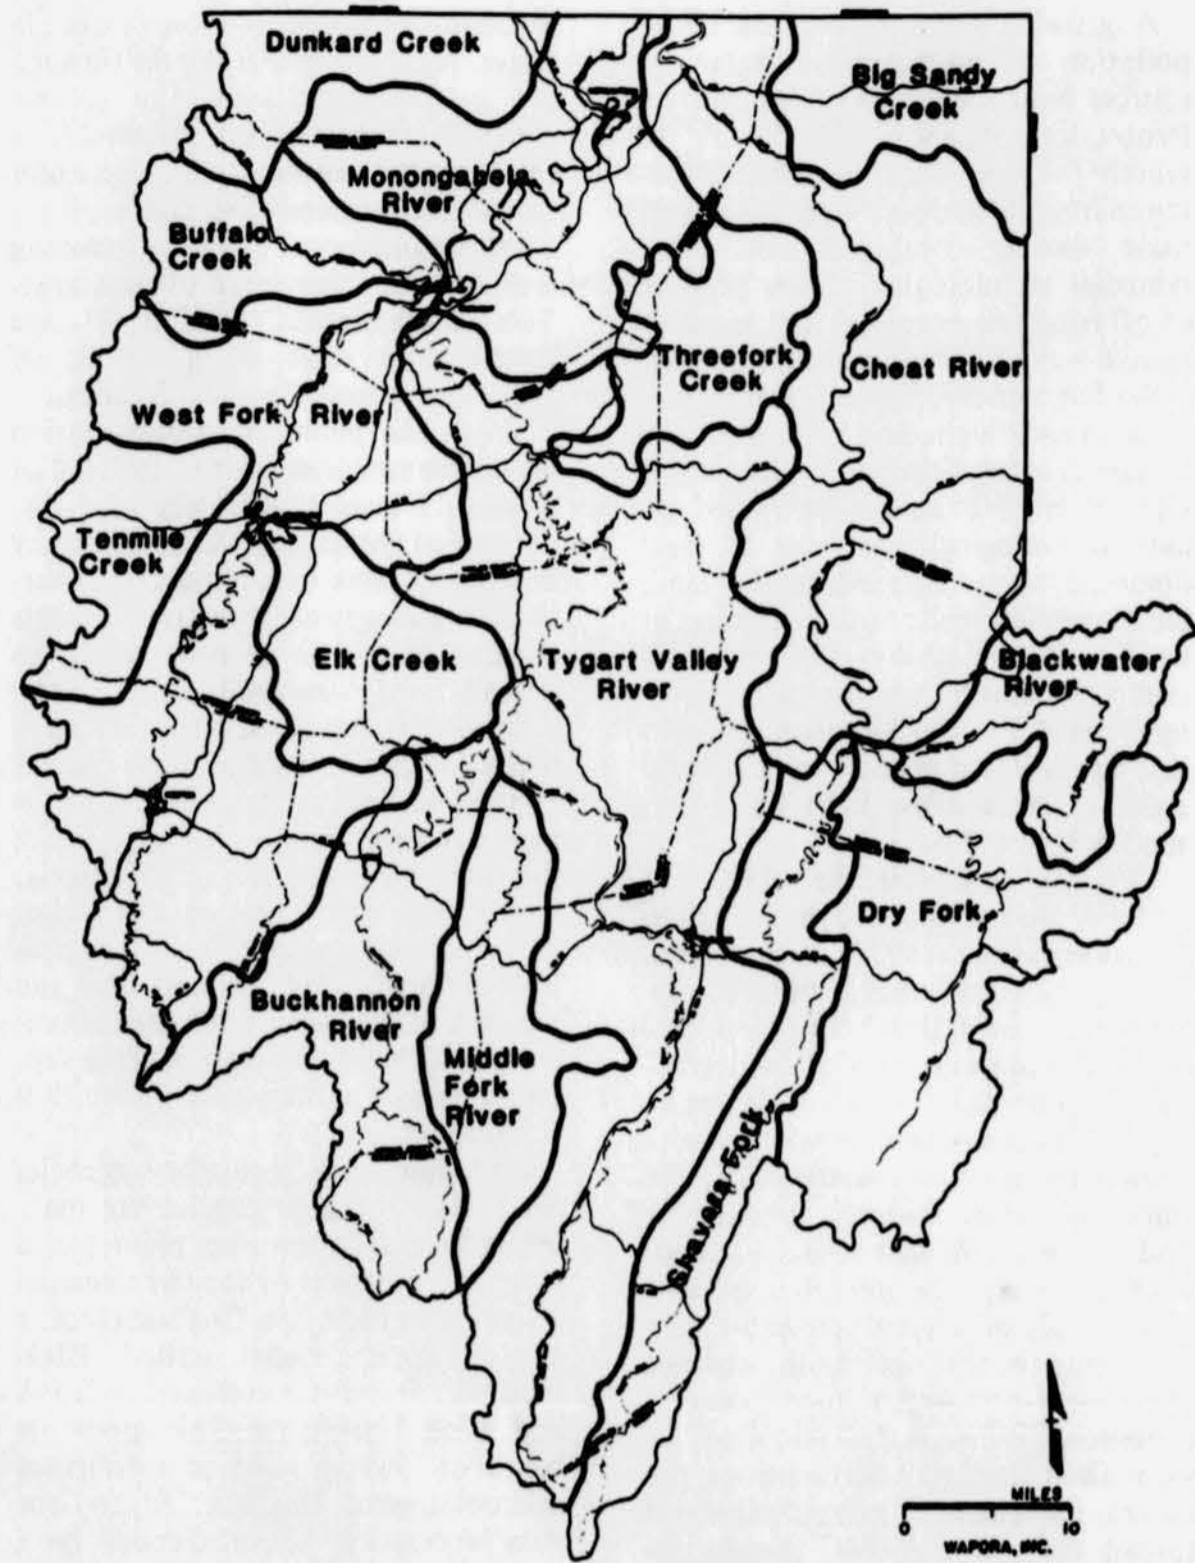 Dunkard Creek
Big Sandy
Creek
Monongahela
River
Buffalo
Creek
Threefork
Creek
Cheat River
West Fork River
Tenmile
Creek
Elk Creek
Tygart Valley
River
Blackwater
River
Dry Fork
Buckhannon
River
Middle
Fork
River
Shavers Fork
MILES
0 10
WAPORA, INC.